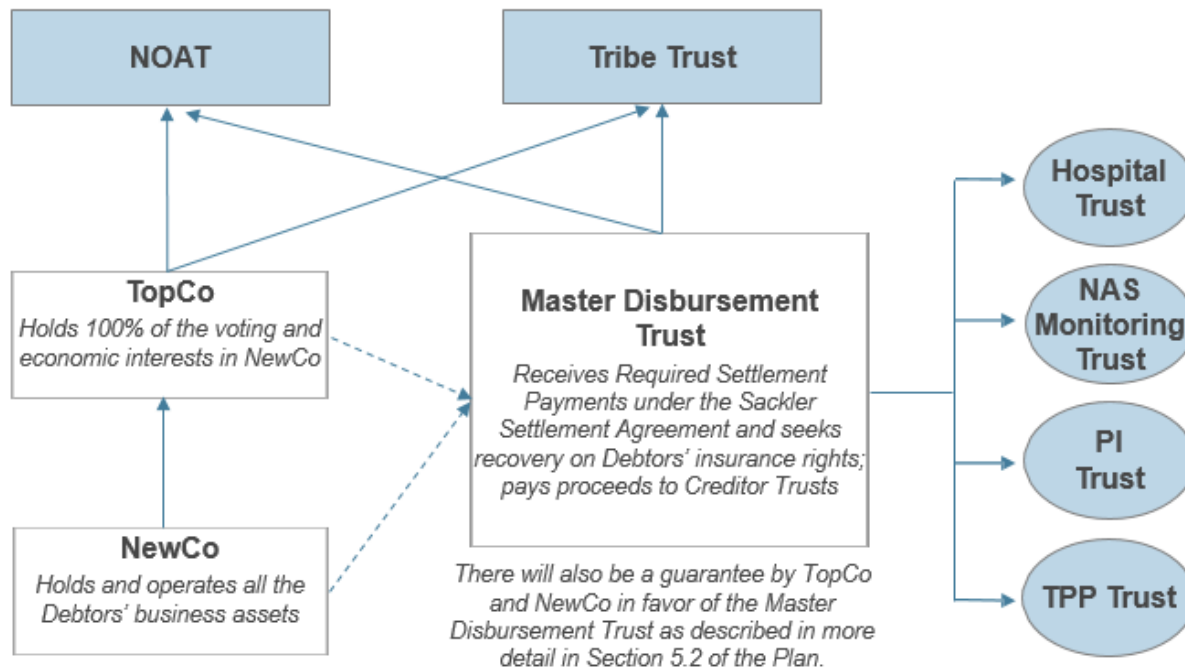 NOAT
Tribe Trust
TopCo
Holds 100% of the voting and
economic interests in NewCo
NewCo
Holds and operates all the
Debtors' business assets
Master Disbursement
Trust
Receives Required Settlement
Payments under the Sackler
Settlement Agreement and seeks
recovery on Debtors' insurance rights;
pays proceeds to Creditor Trusts
There will also be a guarantee by TopCo
and NewCo in favor of the Master
Disbursement Trust as described in more
detail in Section 5.2 of the Plan.
Hospital
Trust
NAS
Monitoring
Trust
PI
Trust
TPP Trust